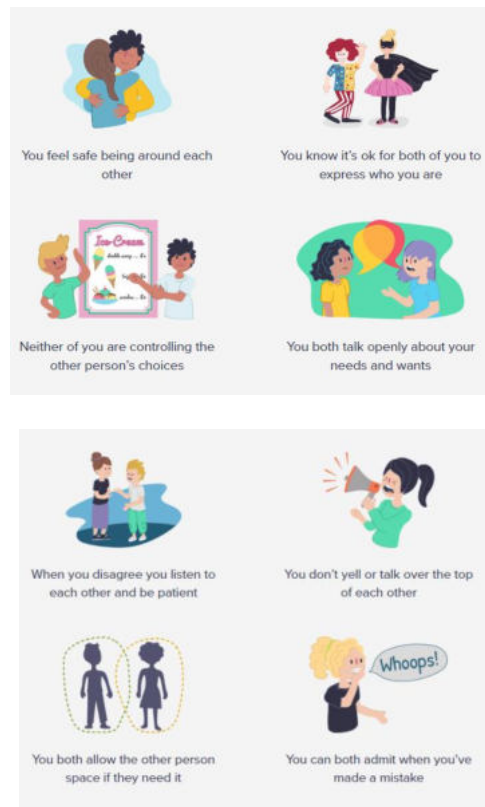 You feel safe being around each
other
You know it's ok for both of you to
express who you are
Ice-Cream
Neither of you are controlling the
other person's choices
You both talk openly about your
needs and wants
When you disagree you listen to
each other and be patient
You don't yell or talk over the top
of each other
Whoops!
You both allow the other person
space if they need it
You can both admit when you've
made a mistake